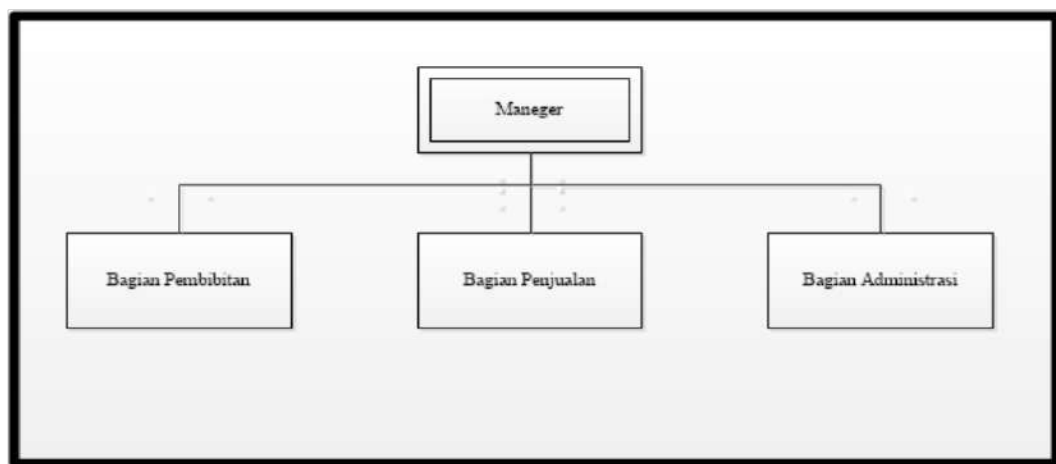 Maneger
Bagian Pembibitan
Bagian Penjualan
Bagian Administrasi